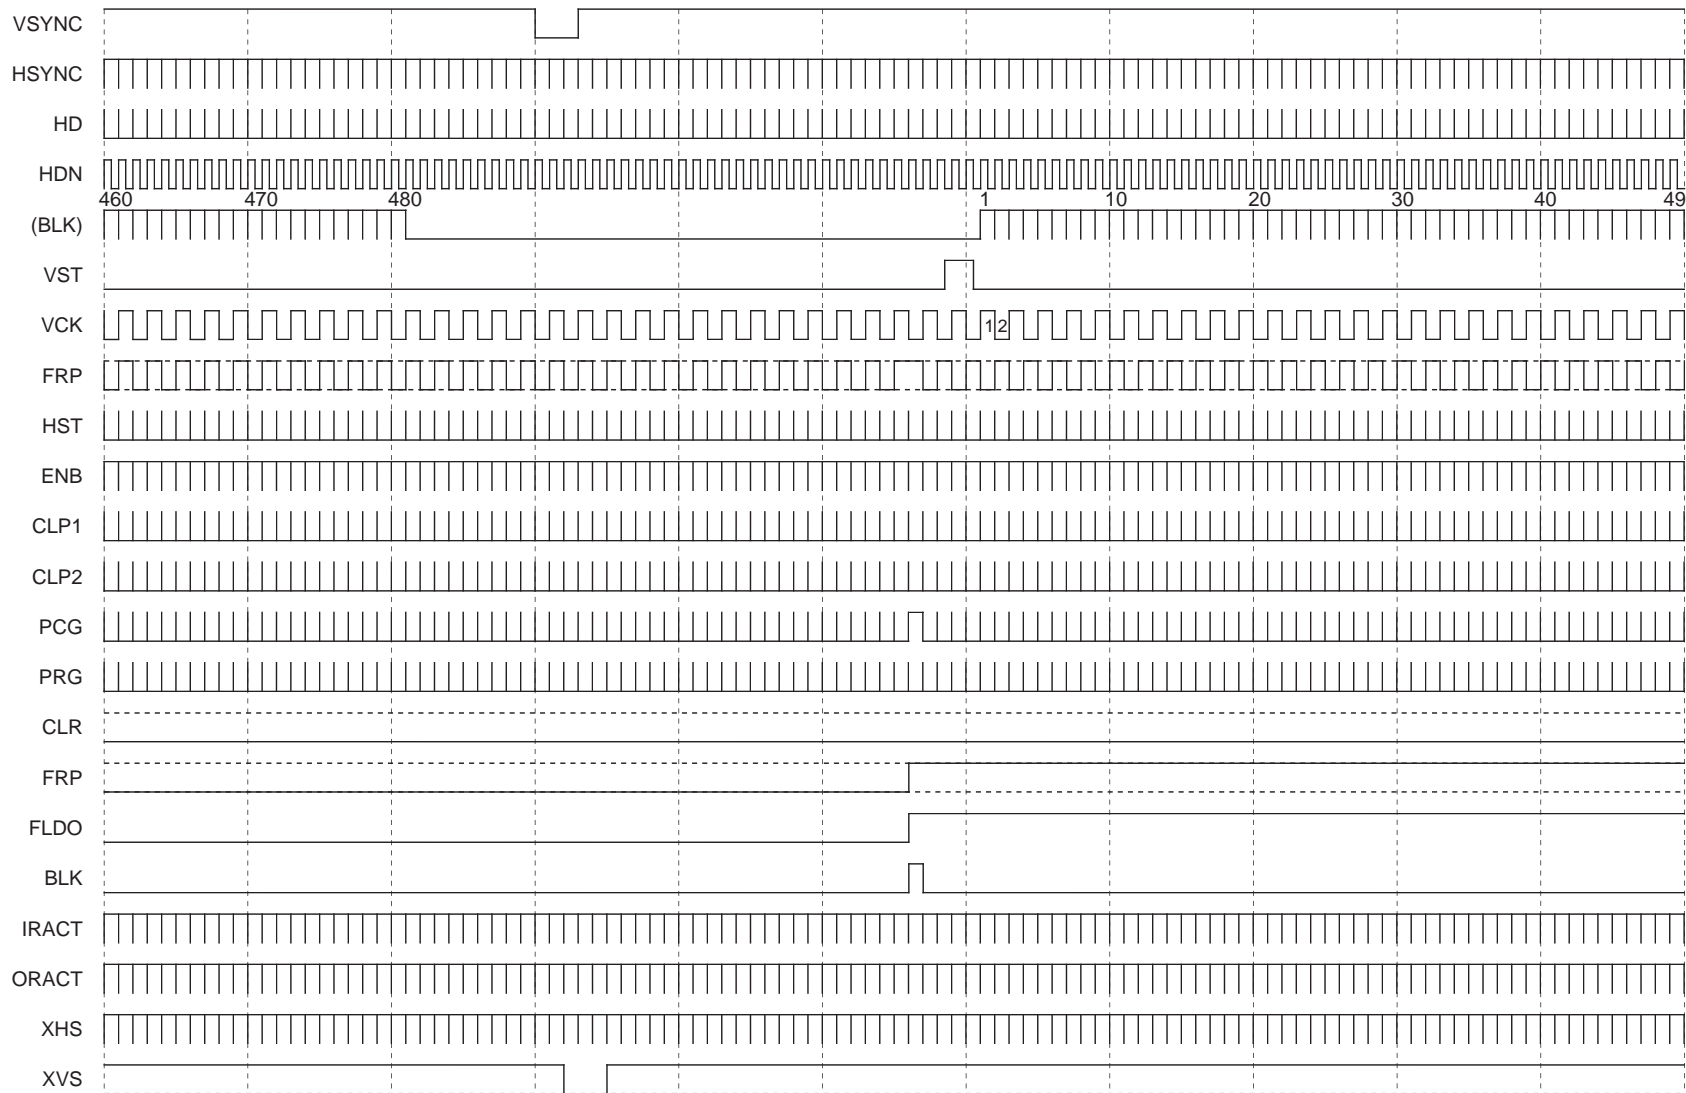 VSYNC
HSYNC
HD
HDN
460 470 480 1 10 20 30 40 49
(BLK)
VST
VCK 1 2
FRP
HST
ENB
CLP1
CLP2
PCG
PRG
CLR
FRP
FLDO
BLK
IRACT
ORACT
XHS
XVS